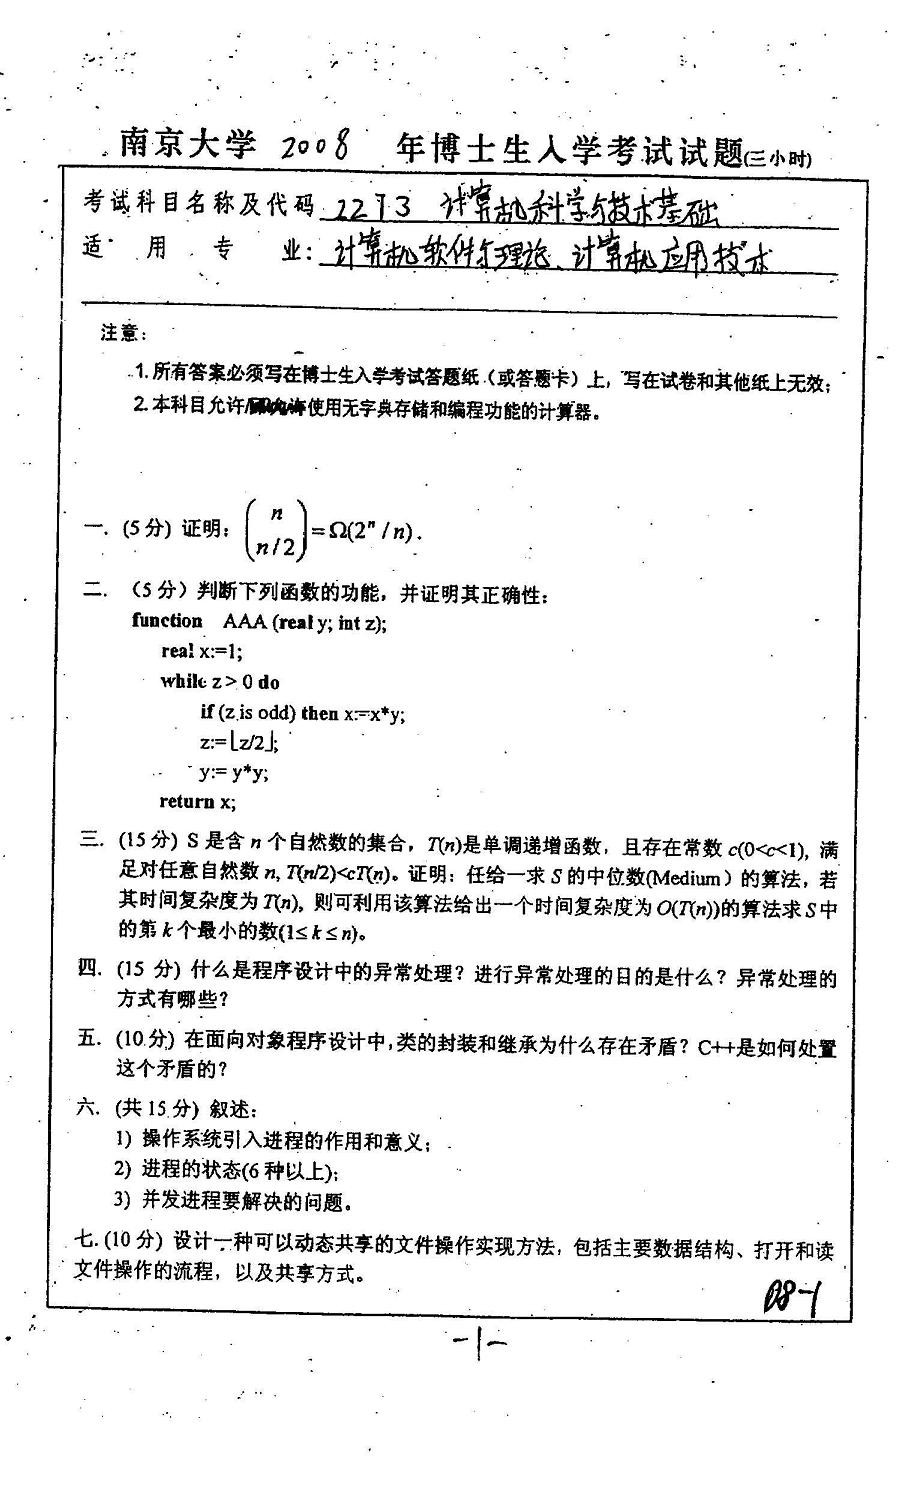 南京大学 2008 年博士生入学考试试题(三小时)
考试科目名称及代码 2273 计算机科学与技术基础
适用专业: 计算机软件与理论、计算机应用技术
注意:
1.所有答案必须写在博士生入学考试答题纸(或答题卡)上,写在试卷和其他纸上无效;
2.本科目允许使用无字典存储和编程功能的计算器。
一. (5分) 证明: (n n/2)=Ω(2ⁿ/n).
二. (5分)判断下列函数的功能,并证明其正确性:
function AAA (real y; int z);
real x:=1;
while z > 0 do
if (z is odd) then x:=x*y;
z:=⌊z/2⌋;
y:= y*y;
return x;
三. (15分) S 是含 n 个自然数的集合, T(n)是单调递增函数, 且存在常数 c(0<c<1), 满
足对任意自然数 n, T(n/2)<cT(n)。证明: 任给一求 S 的中位数(Medium)的算法, 若
其时间复杂度为 T(n), 则可利用该算法给出一个时间复杂度为 O(T(n))的算法求 S 中
的第 k 个最小的数(1≤ k ≤ n)。
四. (15 分) 什么是程序设计中的异常处理? 进行异常处理的目的是什么? 异常处理的
方式有哪些?
五. (10分) 在面向对象程序设计中,类的封装和继承为什么存在矛盾? C++是如何处置
这个矛盾的?
六. (共 15 分) 叙述:
1) 操作系统引入进程的作用和意义;
2) 进程的状态(6 种以上);
3) 并发进程要解决的问题。
七. (10 分) 设计一种可以动态共享的文件操作实现方法, 包括主要数据结构、打开和读
文件操作的流程, 以及共享方式。
08-1
-1-